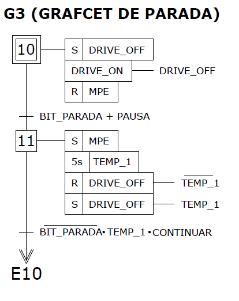 G3 (GRAFCET DE PARADA)
10
S DRIVE_OFF
DRIVE_ON DRIVE_OFF
R MPE
BIT_PARADA + PAUSA
11
S MPE
5s TEMP_1
R DRIVE_OFF TEMP_1
S DRIVE_OFF TEMP_1
BIT_PARADA·TEMP_1·CONTINUAR
E10